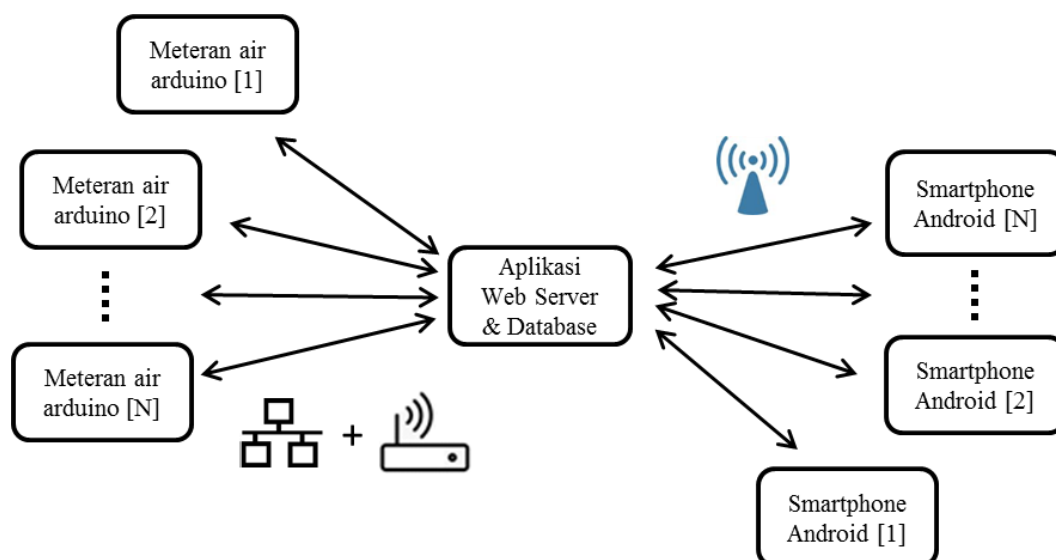 Meteran air
arduino [1]
Meteran air
arduino [2]
Meteran air
arduino [N]
+
Aplikasi
Web Server
& Database
Smartphone
Android [N]
Smartphone
Android [2]
Smartphone
Android [1]